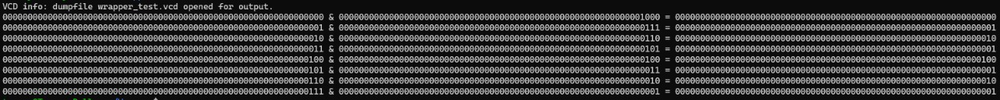 VCD info: dumpfile wrapper_test.vcd opened for output.
0000000000000000000000000000000000000000000000000000000000000000 & 0000000000000000000000000000000000000000000000000000000000001000 = 0000000000000000000000000000000000000000000000000000000000000000
0000000000000000000000000000000000000000000000000000000000000001 & 0000000000000000000000000000000000000000000000000000000000000111 = 0000000000000000000000000000000000000000000000000000000000000001
0000000000000000000000000000000000000000000000000000000000000010 & 0000000000000000000000000000000000000000000000000000000000000110 = 0000000000000000000000000000000000000000000000000000000000000010
0000000000000000000000000000000000000000000000000000000000000011 & 0000000000000000000000000000000000000000000000000000000000000101 = 0000000000000000000000000000000000000000000000000000000000000001
0000000000000000000000000000000000000000000000000000000000000100 & 0000000000000000000000000000000000000000000000000000000000000100 = 0000000000000000000000000000000000000000000000000000000000000100
0000000000000000000000000000000000000000000000000000000000000101 & 0000000000000000000000000000000000000000000000000000000000000011 = 0000000000000000000000000000000000000000000000000000000000000001
0000000000000000000000000000000000000000000000000000000000000110 & 0000000000000000000000000000000000000000000000000000000000000010 = 0000000000000000000000000000000000000000000000000000000000000010
0000000000000000000000000000000000000000000000000000000000000111 & 0000000000000000000000000000000000000000000000000000000000000001 = 0000000000000000000000000000000000000000000000000000000000000001